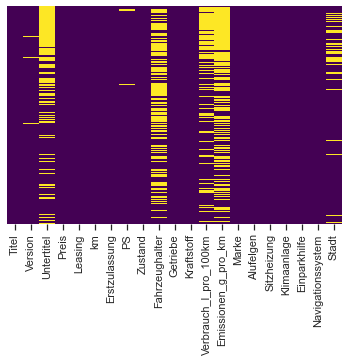 Titel
Version
Untertitel
Preis
Leasing
km
Erstzulassung
PS
Zustand
Fahrzeughalter
Getriebe
Kraftstoff
Verbrauch_l_pro_100km
Emissionen_g_pro_km
Marke
Alufelgen
Sitzheizung
Klimaanlage
Einparkhilfe
Navigationssystem
Stadt